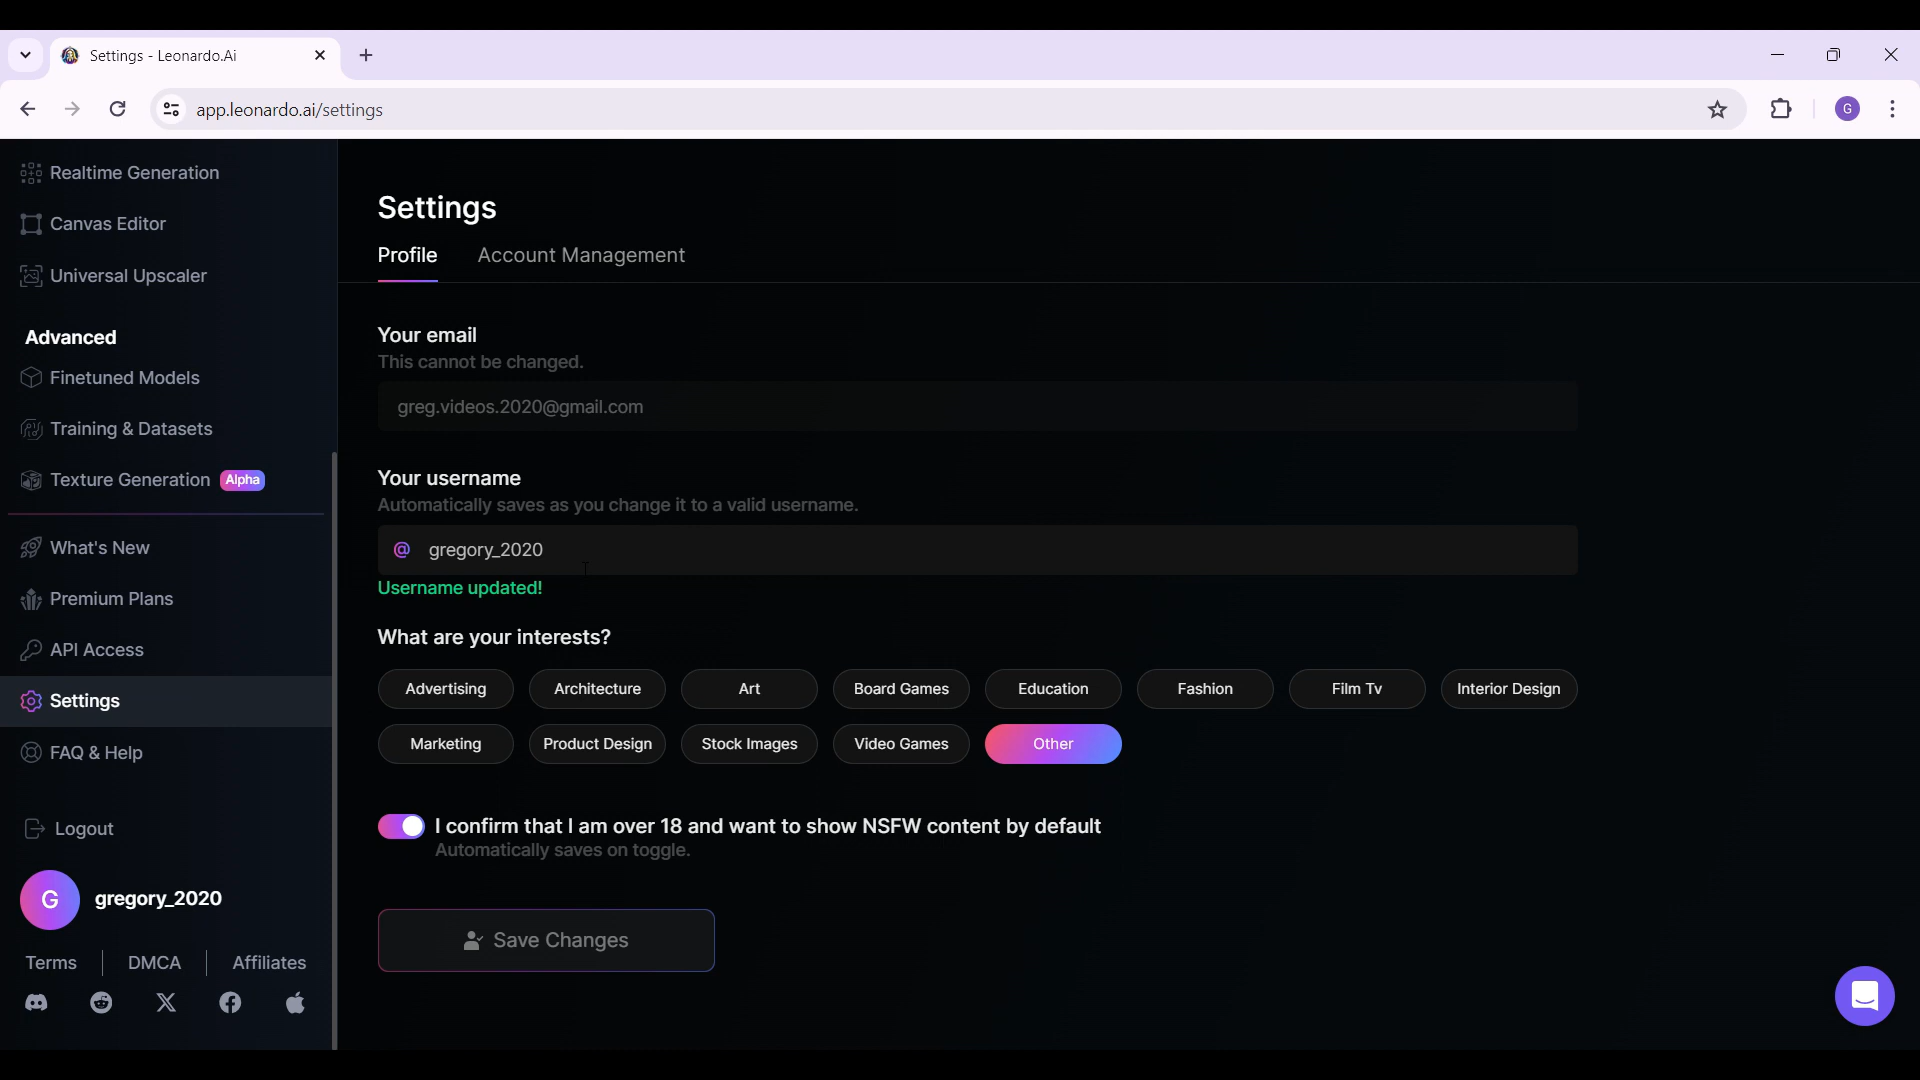 Settings - Leonardo.Ai
app.leonardo.ai/settings
G
Realtime Generation
Canvas Editor
Universal Upscaler
Advanced
Finetuned Models
Training & Datasets
Texture Generation Alpha
What's New
Premium Plans
API Access
Settings
FAQ & Help
Logout
G gregory_2020
Terms DMCA Affiliates
Settings
Profile Account Management
Your email
This cannot be changed.
greg.videos.2020@gmail.com
Your username
Automatically saves as you change it to a valid username.
@ gregory_2020
Username updated!
What are your interests?
Advertising Architecture Art Board Games Education Fashion Film Tv Interior Design
Marketing Product Design Stock Images Video Games Other
I confirm that I am over 18 and want to show NSFW content by default
Automatically saves on toggle.
Save Changes